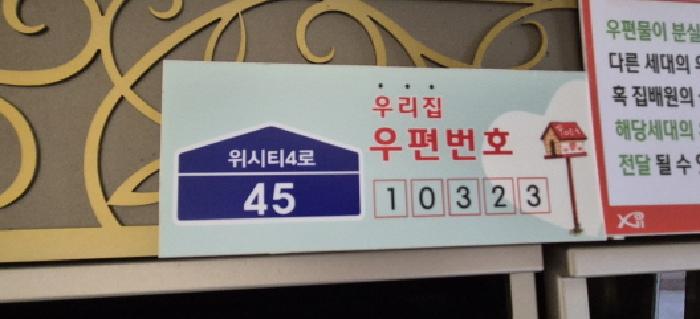 위시티4로
45
우리집
우편번호
10323
우편물이 분실
다른 세대의
혹 집배원의
해당세대의
전달 될 수